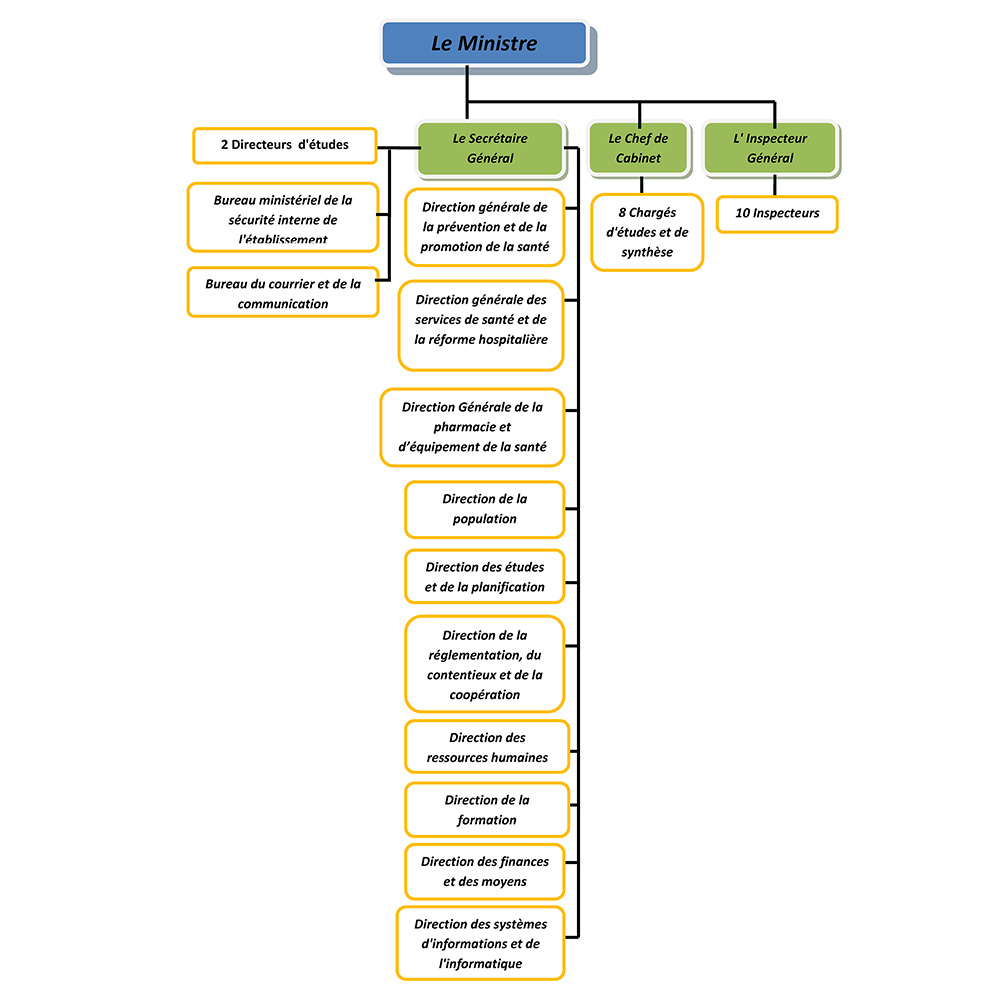 Le Ministre
2 Directeurs d'études
Bureau ministériel de la
sécurité interne de
l'établissement
Bureau du courrier et de la
communication
Le Secrétaire
Général
Le Chef de
Cabinet
L' Inspecteur
Général
8 Chargés
d'études et de
synthèse
10 Inspecteurs
Direction générale de
la prévention et de la
promotion de la santé
Direction générale des
services de santé et de
la réforme hospitalière
Direction Générale de la
pharmacie et
d’équipement de la santé
Direction de la
population
Direction des études
et de la planification
Direction de la
réglementation, du
contentieux et de la
coopération
Direction des
ressources humaines
Direction de la
formation
Direction des finances
et des moyens
Direction des systèmes
d'informations et de
l'informatique